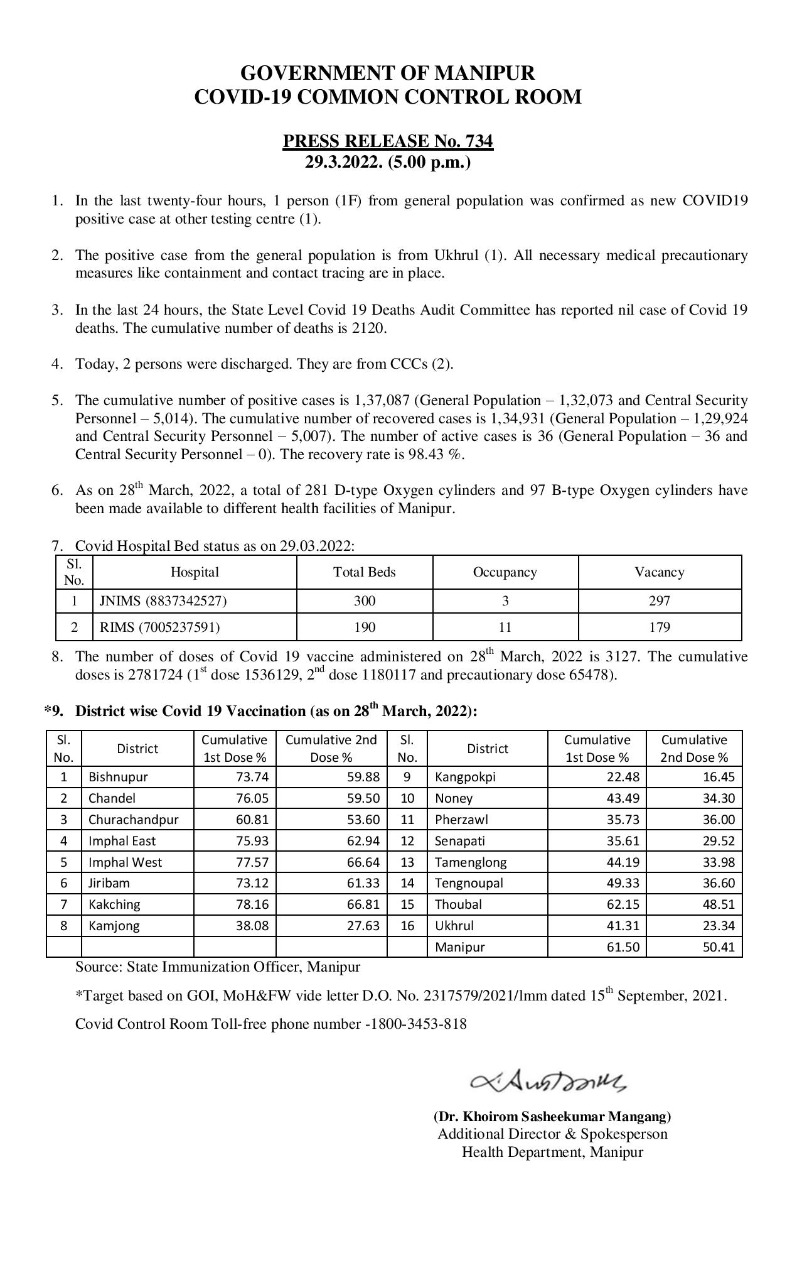 GOVERNMENT OF MANIPUR
COVID-19 COMMON CONTROL ROOM
PRESS RELEASE No. 734
29.3.2022. (5.00 p.m.)
1. In the last twenty-four hours, 1 person (1F) from general population was confirmed as new COVID19
positive case at other testing centre (1).
2. The positive case from the general population is from Ukhrul (1). All necessary medical precautionary
measures like containment and contact tracing are in place.
3. In the last 24 hours, the State Level Covid 19 Deaths Audit Committee has reported nil case of Covid 19
deaths. The cumulative number of deaths is 2120.
4. Today, 2 persons were discharged. They are from CCCs (2).
5. The cumulative number of positive cases is 1,37,087 (General Population – 1,32,073 and Central Security
Personnel – 5,014). The cumulative number of recovered cases is 1,34,931 (General Population – 1,29,924
and Central Security Personnel – 5,007). The number of active cases is 36 (General Population – 36 and
Central Security Personnel – 0). The recovery rate is 98.43 %.
6. As on 28th March, 2022, a total of 281 D-type Oxygen cylinders and 97 B-type Oxygen cylinders have
been made available to different health facilities of Manipur.
7. Covid Hospital Bed status as on 29.03.2022:
Sl. No. Hospital Total Beds Occupancy Vacancy
1 JNIMS (8837342527) 300 3 297
2 RIMS (7005237591) 190 11 179
8. The number of doses of Covid 19 vaccine administered on 28th March, 2022 is 3127. The cumulative
doses is 2781724 (1st dose 1536129, 2nd dose 1180117 and precautionary dose 65478).
*9. District wise Covid 19 Vaccination (as on 28th March, 2022):
Sl. No. District Cumulative 1st Dose % Cumulative 2nd Dose % Sl. No. District Cumulative 1st Dose % Cumulative 2nd Dose %
1 Bishnupur 73.74 59.88 9 Kangpokpi 22.48 16.45
2 Chandel 76.05 59.50 10 Noney 43.49 34.30
3 Churachandpur 60.81 53.60 11 Pherzawl 35.73 36.00
4 Imphal East 75.93 62.94 12 Senapati 35.61 29.52
5 Imphal West 77.57 66.64 13 Tamenglong 44.19 33.98
6 Jiribam 73.12 61.33 14 Tengnoupal 49.33 36.60
7 Kakching 78.16 66.81 15 Thoubal 62.15 48.51
8 Kamjong 38.08 27.63 16 Ukhrul 41.31 23.34
Manipur 61.50 50.41
Source: State Immunization Officer, Manipur
*Target based on GOI, MoH&FW vide letter D.O. No. 2317579/2021/Imm dated 15th September, 2021.
Covid Control Room Toll-free phone number -1800-3453-818
(Dr. Khoirom Sasheekumar Mangang)
Additional Director & Spokesperson
Health Department, Manipur